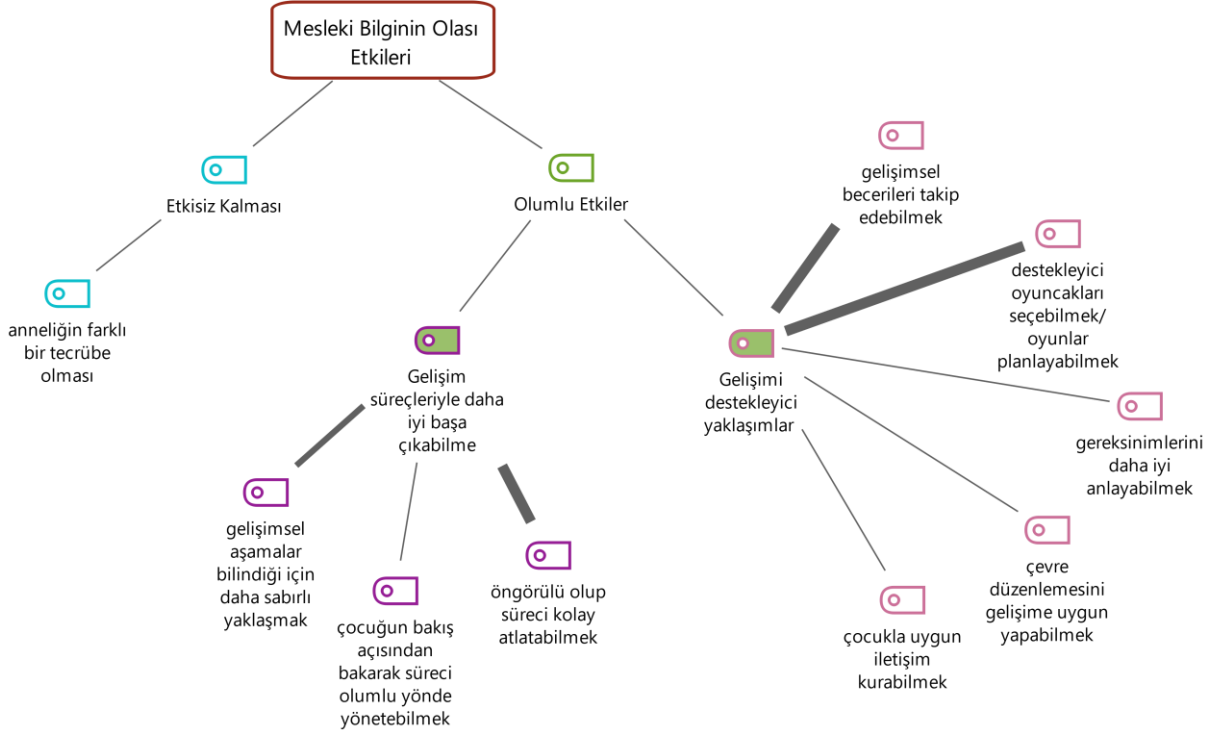 Mesleki Bilginin Olası
Etkileri
Etkisiz Kalması
Olumlu Etkiler
anneliğin farklı
bir tecrübe
olması
Gelişim
süreçleriyle daha
iyi başa
çıkabilme
gelişimsel
aşamalar
bilindiği için
daha sabırlı
yaklaşmak
çocuğun bakış
açısından
bakarak süreci
olumlu yönde
yönetebilmek
öngörülü olup
süreci kolay
atlatabilmek
Gelişimi
destekleyici
yaklaşımlar
gelişimsel
becerileri takip
edebilmek
destekleyici
oyuncakları
seçebilmek/
oyunlar
planlayabilmek
gereksinimlerini
daha iyi
anlayabilmek
çevre
düzenlemesini
gelişime uygun
yapabilmek
çocukla uygun
iletişim
kurabilmek